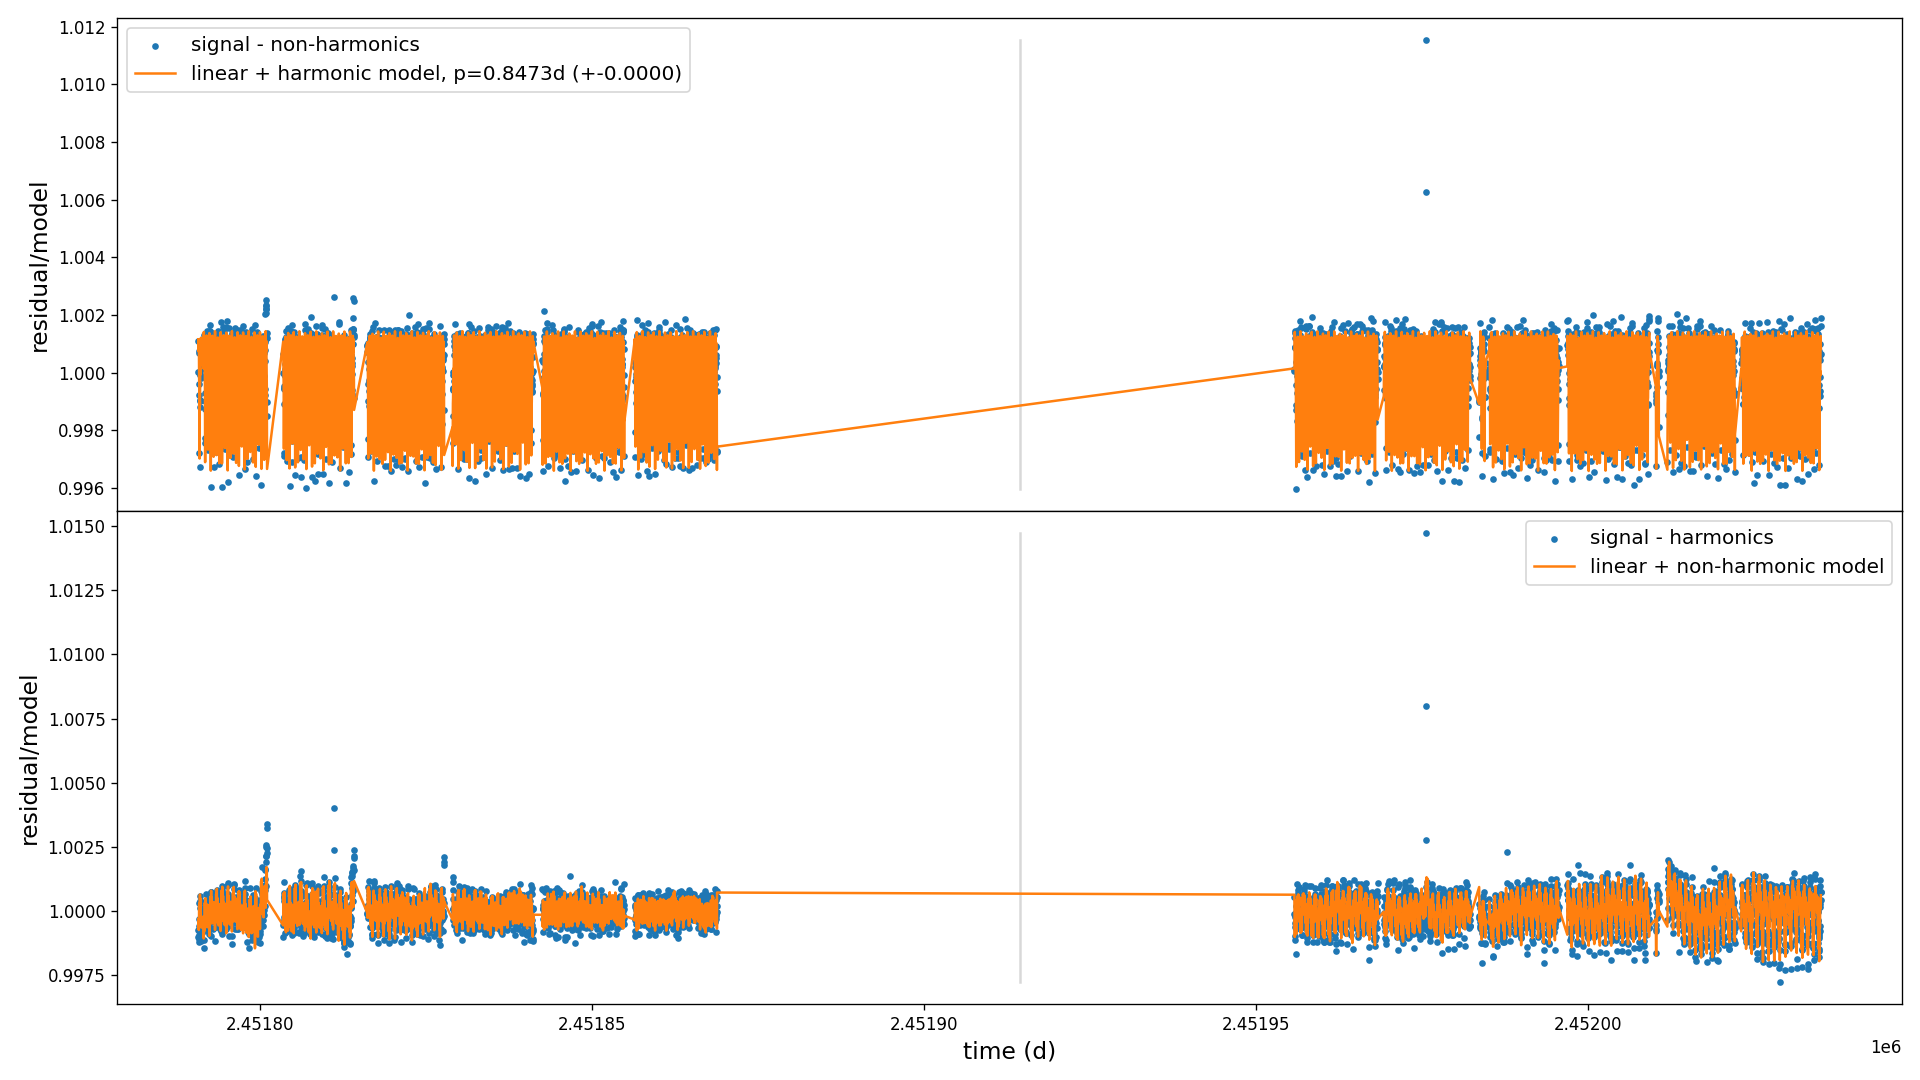 1.012
1.010
1.008
1.006
1.004
1.002
1.000
0.998
0.996
residual/model
signal - non-harmonics
linear + harmonic model, p=0.8473d (+-0.0000)
1.0150
1.0125
1.0100
1.0075
1.0050
1.0025
1.0000
0.9975
residual/model
signal - harmonics
linear + non-harmonic model
2.45180
2.45185
2.45190
2.45195
2.45200
1e6
time (d)